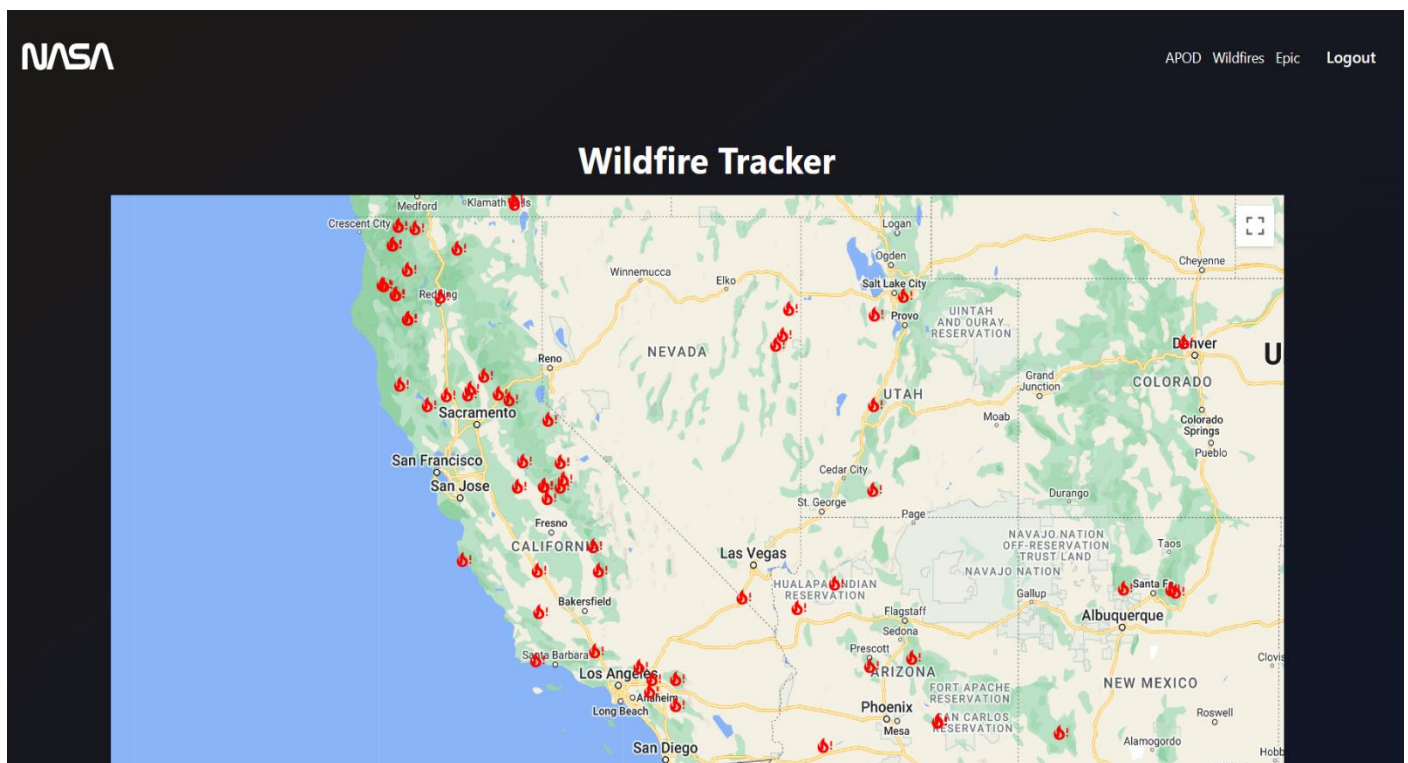 NASA
APOD Wildfires Epic Logout
Wildfire Tracker
Medford
Klamath
Crescent City
Logan
Ogden
Cheyenne
Winnemucca
Elko
Salt Lake City
Provo
UINTAH
AND OURAY
RESERVATION
NEVADA
Reno
Denver
U
Grand
Junction
COLORADO
UTAH
Moab
Colorado
Springs
Pueblo
Sacramento
San Francisco
San Jose
Cedar City
St. George
Page
Durango
Fresno
CALIFORNIA
Las Vegas
NAVAJO NATION
OFF-RESERVATION
TRUST LAND
NAVAJO NATION
Taos
HUALAPAI INDIAN
RESERVATION
Gallup
Santa Fe
Bakersfield
Flagstaff
Albuquerque
Sedona
Prescott
ARIZONA
Santa Barbara
Los Angeles
Anaheim
Long Beach
FORT APACHE
RESERVATION
NEW MEXICO
Clovis
Phoenix
Mesa
SAN CARLOS
RESERVATION
Roswell
San Diego
Alamogordo
Hobb